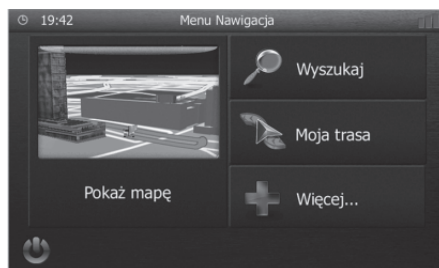 19:42 Menu Nawigacja
Wyszukaj
Moja trasa
Pokaż mapę
Więcej...